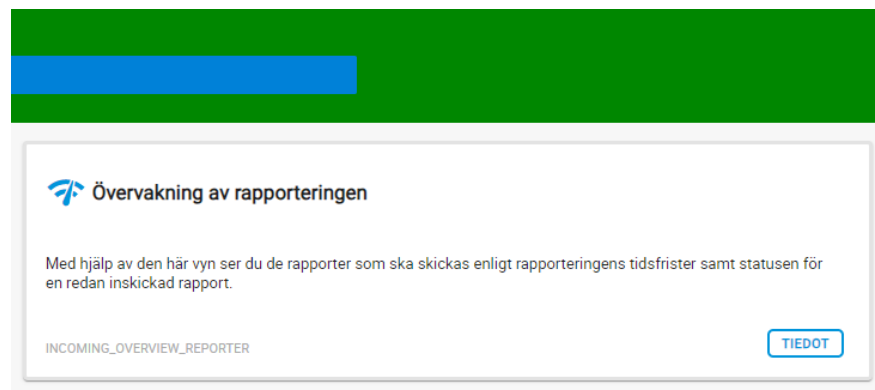 Övervakning av rapporteringen
Med hjälp av den här vyn ser du de rapporter som ska skickas enligt rapporteringens tidsfrister samt statusen för
en redan inskickad rapport.
INCOMING_OVERVIEW_REPORTER
TIEDOT